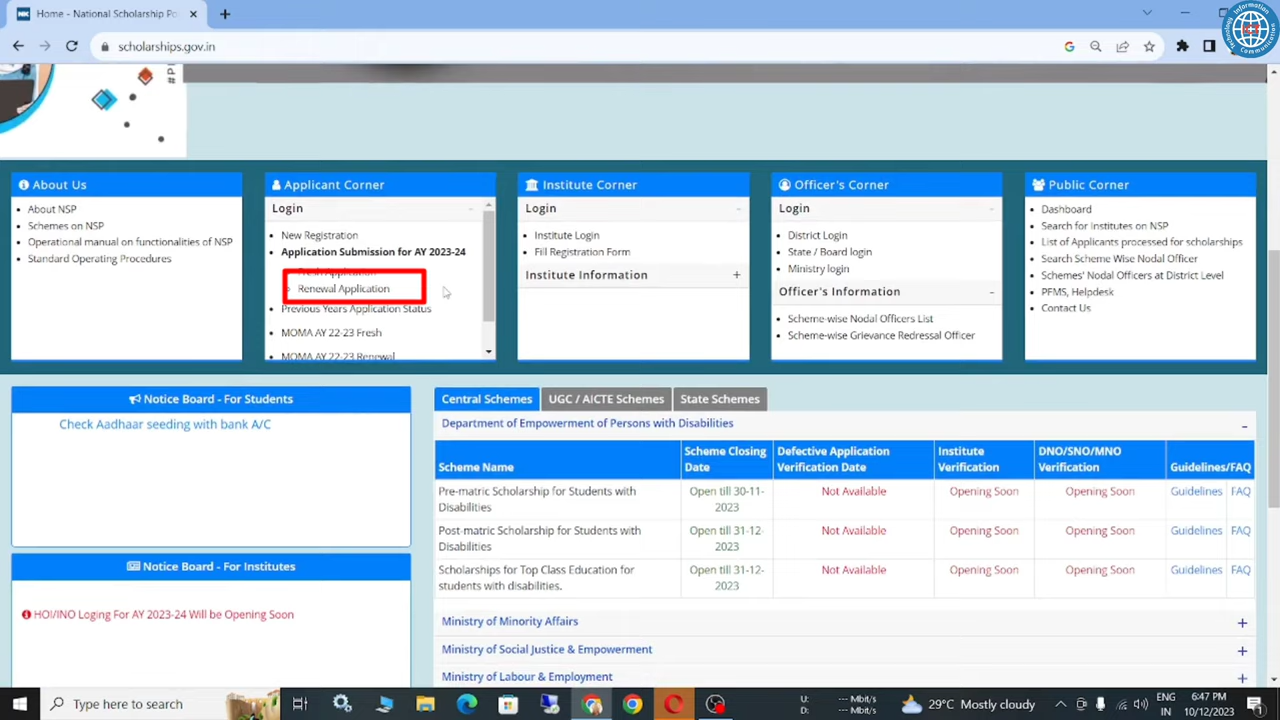 Home - National Scholarship Po
scholarships.gov.in
Information
Communication
Technology
#P
About Us
About NSP
Schemes on NSP
Operational manual on functionalities of NSP
Standard Operating Procedures
Applicant Corner
Login
New Registration
Application Submission for AY 2023-24
Fresh Application
Renewal Application
Previous Years Application Status
MOMA AY 22-23 Fresh
MOMA AY 22-23 Renewal
Institute Corner
Login
Institute Login
Fill Registration Form
Institute Information +
Officer's Corner
Login
District Login
State / Board login
Ministry login
Officer's Information -
Scheme-wise Nodal Officers List
Scheme-wise Grievance Redressal Officer
Public Corner
Dashboard
Search for Institutes on NSP
List of Applicants processed for scholarships
Search Scheme Wise Nodal Officer
Schemes' Nodal Officers at District Level
PFMS, Helpdesk
Contact Us
Notice Board - For Students
Check Aadhaar seeding with bank A/C
Notice Board - For Institutes
HOI/INO Loging For AY 2023-24 Will be Opening Soon
Central Schemes UGC / AICTE Schemes State Schemes
Department of Empowerment of Persons with Disabilities -
Scheme Name
Scheme Closing
Date
Defective Application
Verification Date
Institute
Verification
DNO/SNO/MNO
Verification
Guidelines/FAQ
Pre-matric Scholarship for Students with
Disabilities
Open till 30-11-
2023
Not Available Opening Soon Opening Soon Guidelines FAQ
Post-matric Scholarship for Students with
Disabilities
Open till 31-12-
2023
Not Available Opening Soon Opening Soon Guidelines FAQ
Scholarships for Top Class Education for
students with disabilities.
Open till 31-12-
2023
Not Available Opening Soon Opening Soon Guidelines FAQ
Ministry of Minority Affairs +
Ministry of Social Justice & Empowerment +
Ministry of Labour & Employment +
Type here to search
U: -- Mbit/s
D: -- Mbit/s
29°C Mostly cloudy
ENG
IN
6:47 PM
10/12/2023